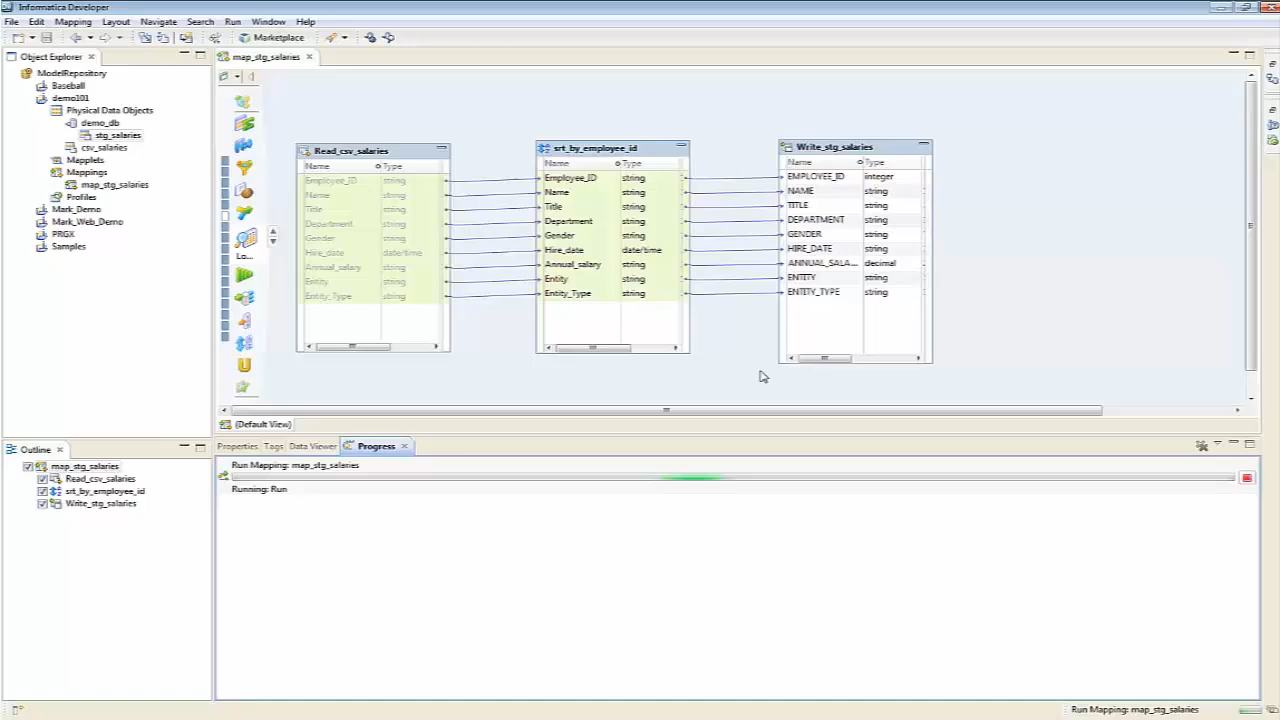 Informatica Developer
File Edit Mapping Layout Navigate Search Run Window Help
Marketplace
Object Explorer
ModelRepository
Baseball
demo101
Physical Data Objects
demo_db
stg_salaries
csv_salaries
Mapplets
Mappings
map_stg_salaries
Profiles
Mark_Demo
Mark_Web_Demo
PRGX
Samples
map_stg_salaries
Lo...
Read_csv_salaries
Name Type
Employee_ID string
Name string
Title string
Department string
Gender string
Hire_date date/time
Annual_salary string
Entity string
Entity_Type string
srt_by_employee_id
Name Type
Employee_ID string
Name string
Title string
Department string
Gender string
Hire_date date/time
Annual_salary string
Entity string
Entity_Type string
Write_stg_salaries
Name Type
EMPLOYEE_ID integer
NAME string
TITLE string
DEPARTMENT string
GENDER string
HIRE_DATE string
ANNUAL_SALA... decimal
ENTITY string
ENTITY_TYPE string
(Default View)
Outline
map_stg_salaries
Read_csv_salaries
srt_by_employee_id
Write_stg_salaries
Properties Tags Data Viewer Progress
Run Mapping: map_stg_salaries
Running: Run
Run Mapping: map_stg_salaries